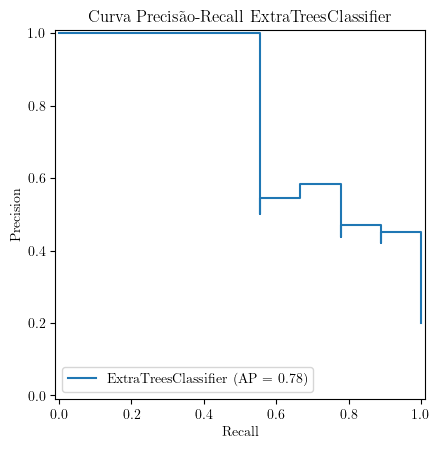 Curva Precisão-Recall ExtraTreesClassifier
1.0
0.8
0.6
0.4
0.2
0.0
Precision
ExtraTreesClassifier (AP = 0.78)
0.0 0.2 0.4 0.6 0.8 1.0
Recall